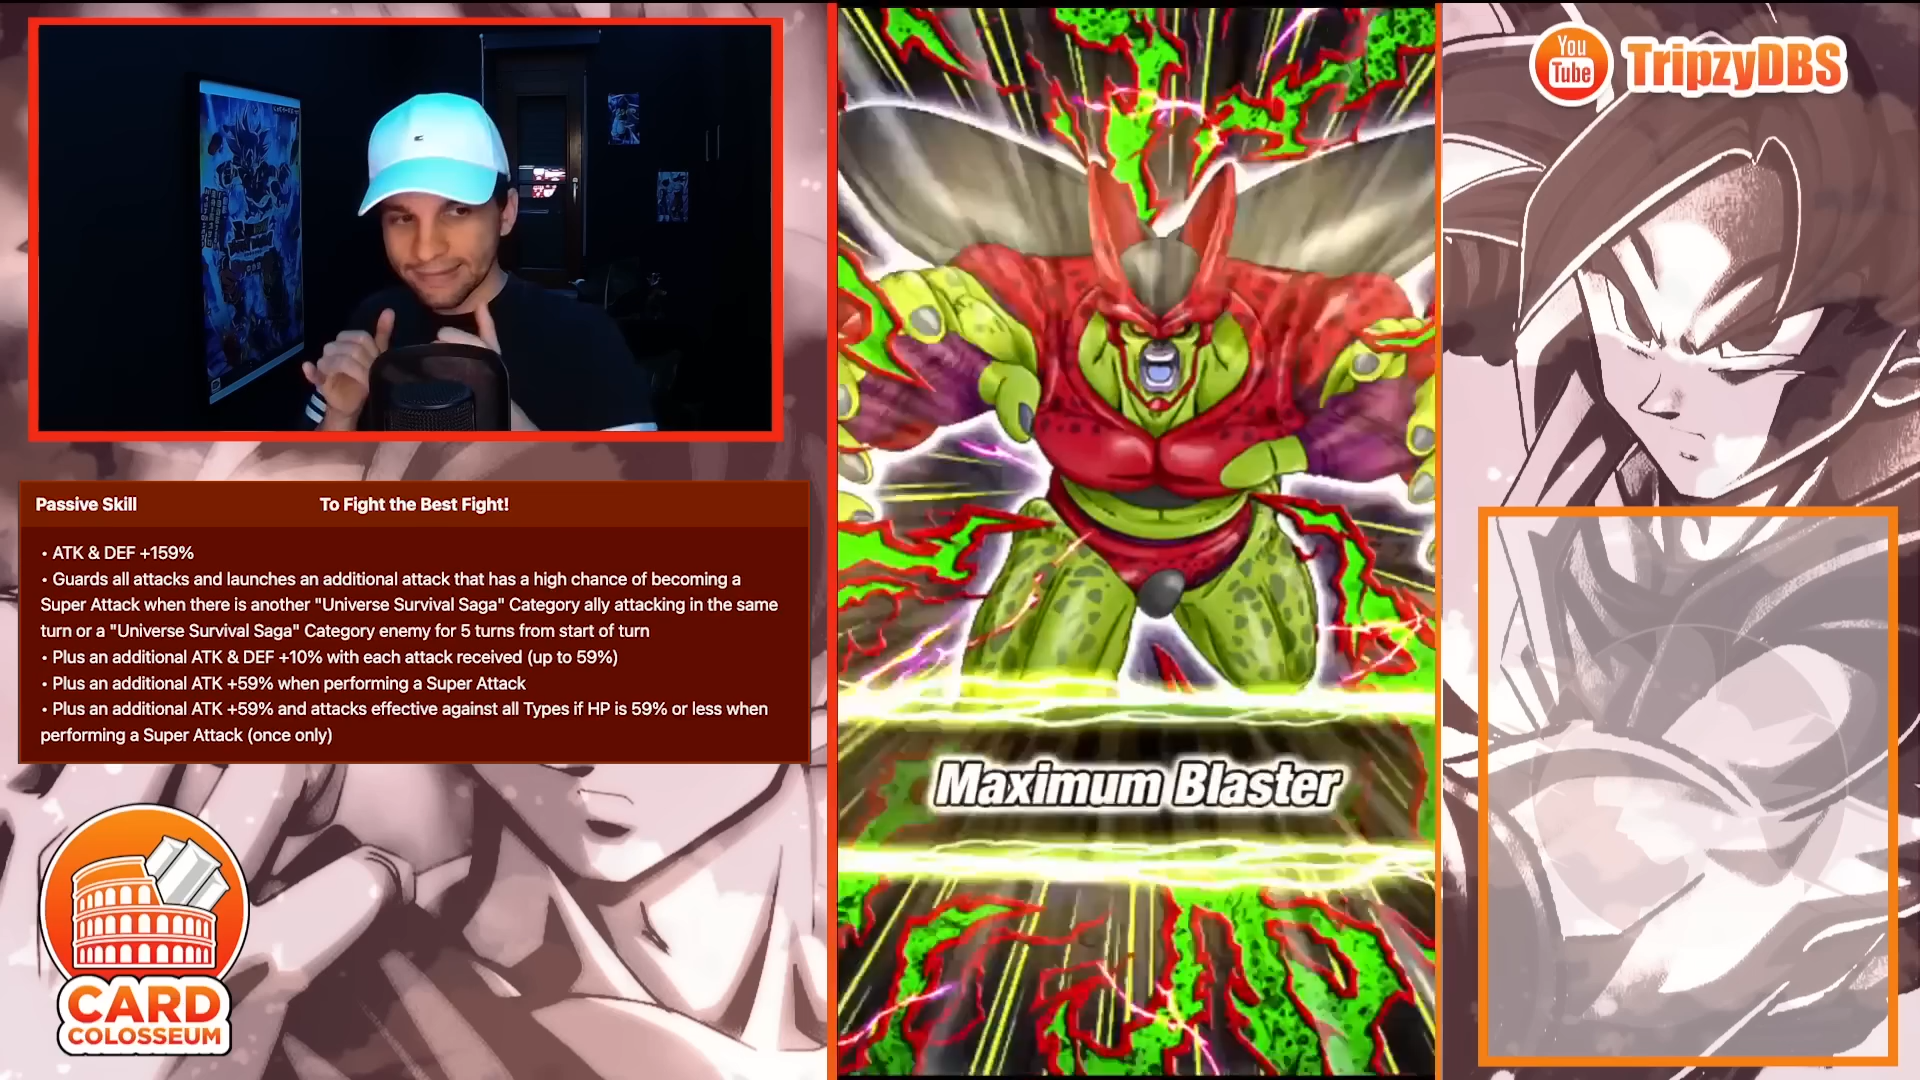 You
Tube
TripzyDBS
Passive Skill
To Fight the Best Fight!
• ATK & DEF +159%
• Guards all attacks and launches an additional attack that has a high chance of becoming a
Super Attack when there is another "Universe Survival Saga" Category ally attacking in the same
turn or a "Universe Survival Saga" Category enemy for 5 turns from start of turn
• Plus an additional ATK & DEF +10% with each attack received (up to 59%)
• Plus an additional ATK +59% when performing a Super Attack
• Plus an additional ATK +59% and attacks effective against all Types if HP is 59% or less when
performing a Super Attack (once only)
Maximum Blaster
CARD
COLOSSEUM